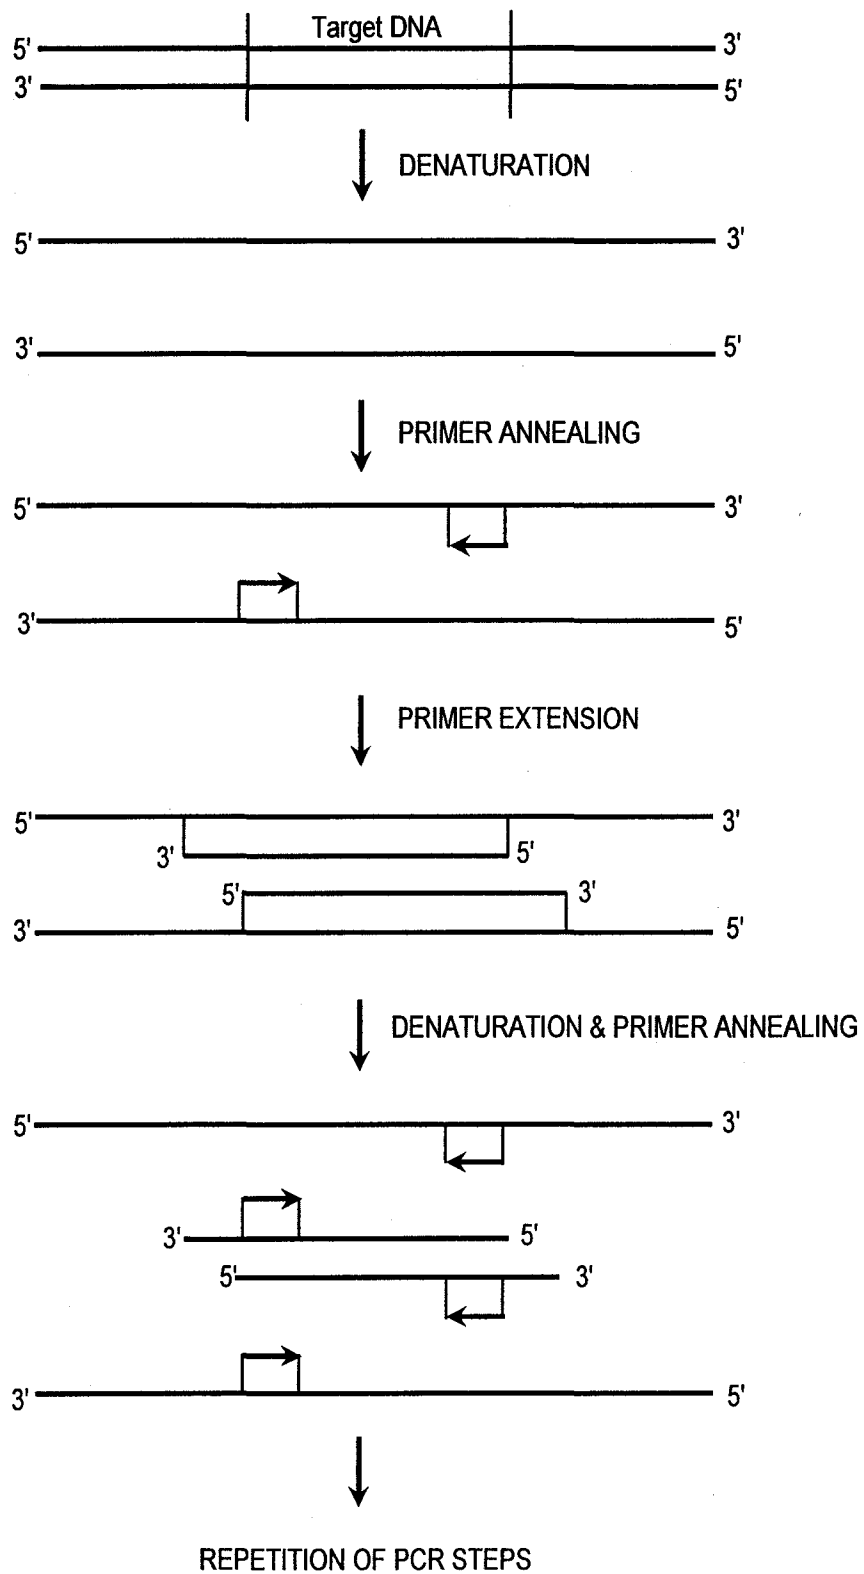 Target DNA
5' 3'
3' 5'
DENATURATION
5' 3'
3' 5'
PRIMER ANNEALING
5' 3'
3' 5'
PRIMER EXTENSION
5' 3'
3' 5'
5' 3'
3' 5'
DENATURATION & PRIMER ANNEALING
5' 3'
3' 5'
5' 3'
3' 5'
REPETITION OF PCR STEPS